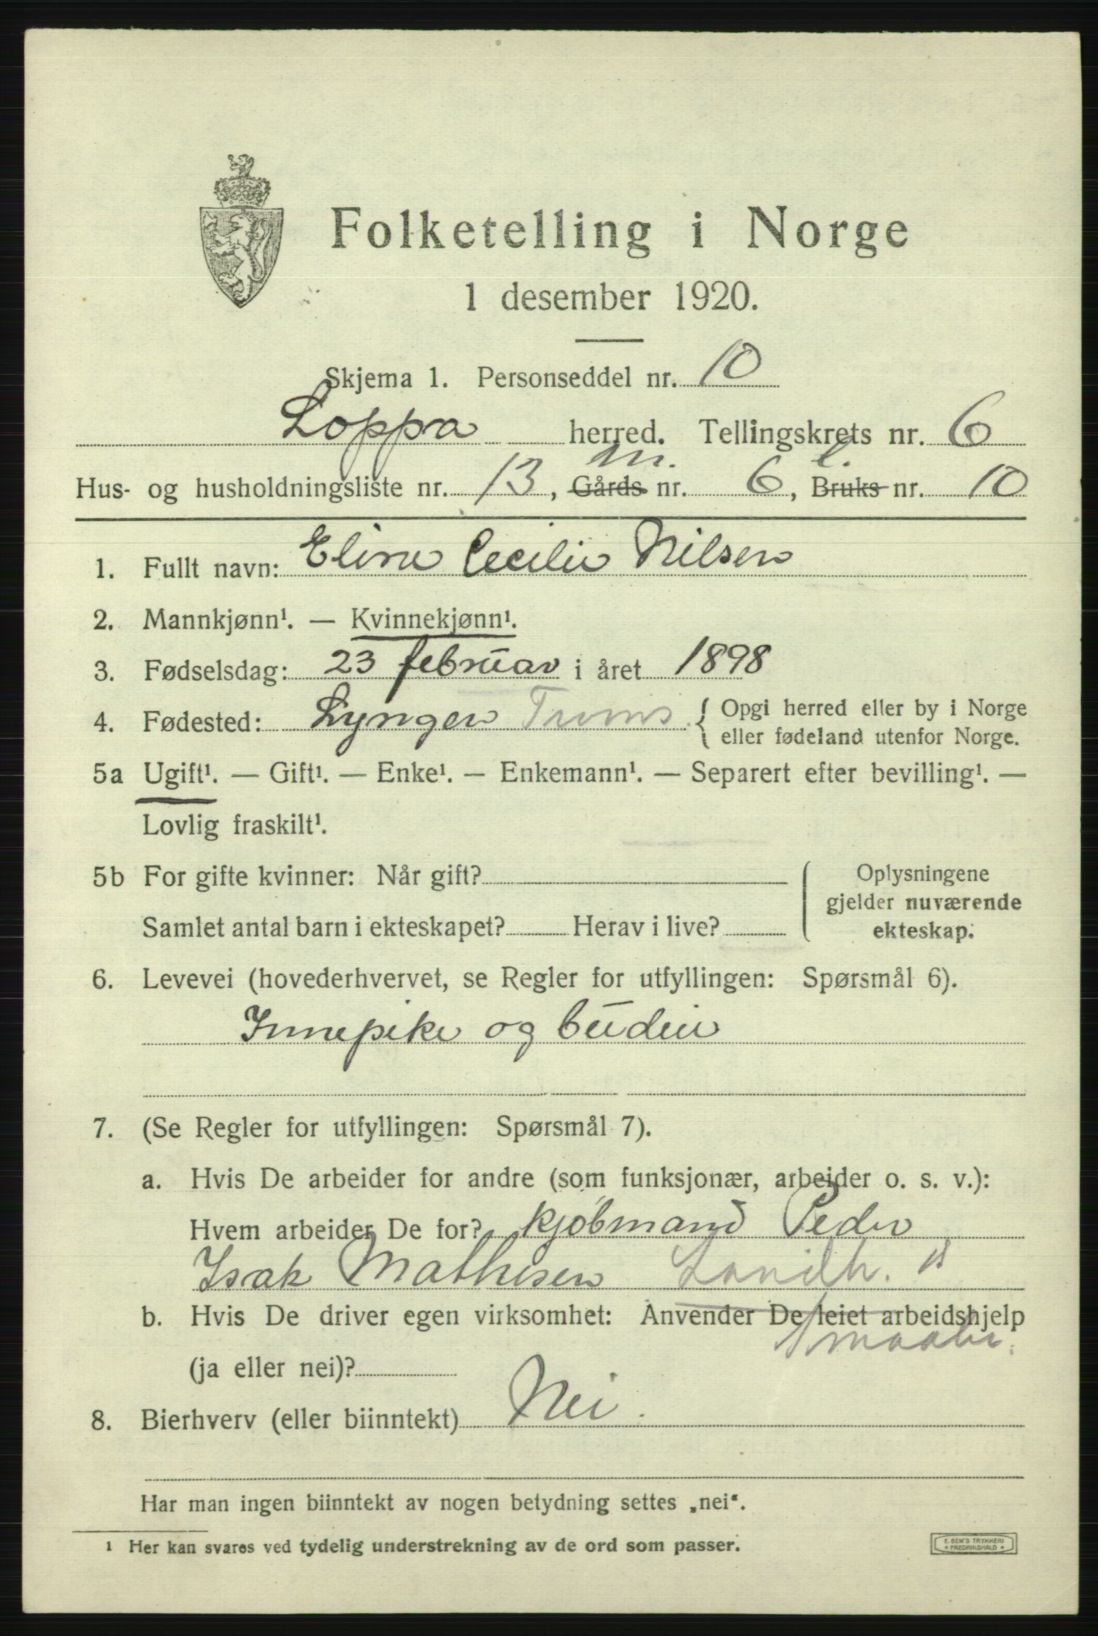 Folketelling i Norge
1 desember 1920.
Skjema 1. Personseddel nr. 10
Loppa herred. Tellingskrets nr. 6
m. l.
Hus- og husholdningsliste nr. 13, Gårds nr. 6, Bruks nr. 10
1. Fullt navn: Eline Cecilie Nilsen
2. Mannkjønn¹. — Kvinnekjønn¹.
3. Fødselsdag: 23 februar i året 1898
4. Fødested: Lyngen Troms { Opgi herred eller by i Norge
eller fødeland utenfor Norge.
5a Ugift¹. — Gift¹. — Enke¹. — Enkemann¹. — Separert efter bevilling¹. —
Lovlig fraskilt¹.
5b For gifte kvinner: Når gift? Oplysningene
gjelder nuværende
Samlet antal barn i ekteskapet? Herav i live? ekteskap.
6. Levevei (hovederhvervet, se Regler for utfyllingen: Spørsmål 6).
Innepike og budeie
7. (Se Regler for utfyllingen: Spørsmål 7).
a. Hvis De arbeider for andre (som funksjonær, arbeider o. s. v.):
Hvem arbeider De for? kjøbmand Peder
Isak Mathisen Landh.
b. Hvis De driver egen virksomhet: Anvender De leiet arbeidshjelp
(ja eller nei)?
8. Bierhverv (eller biinntekt) Nei.
Har man ingen biinntekt av nogen betydning settes „nei“.
1 Her kan svares ved tydelig understrekning av de ord som passer.